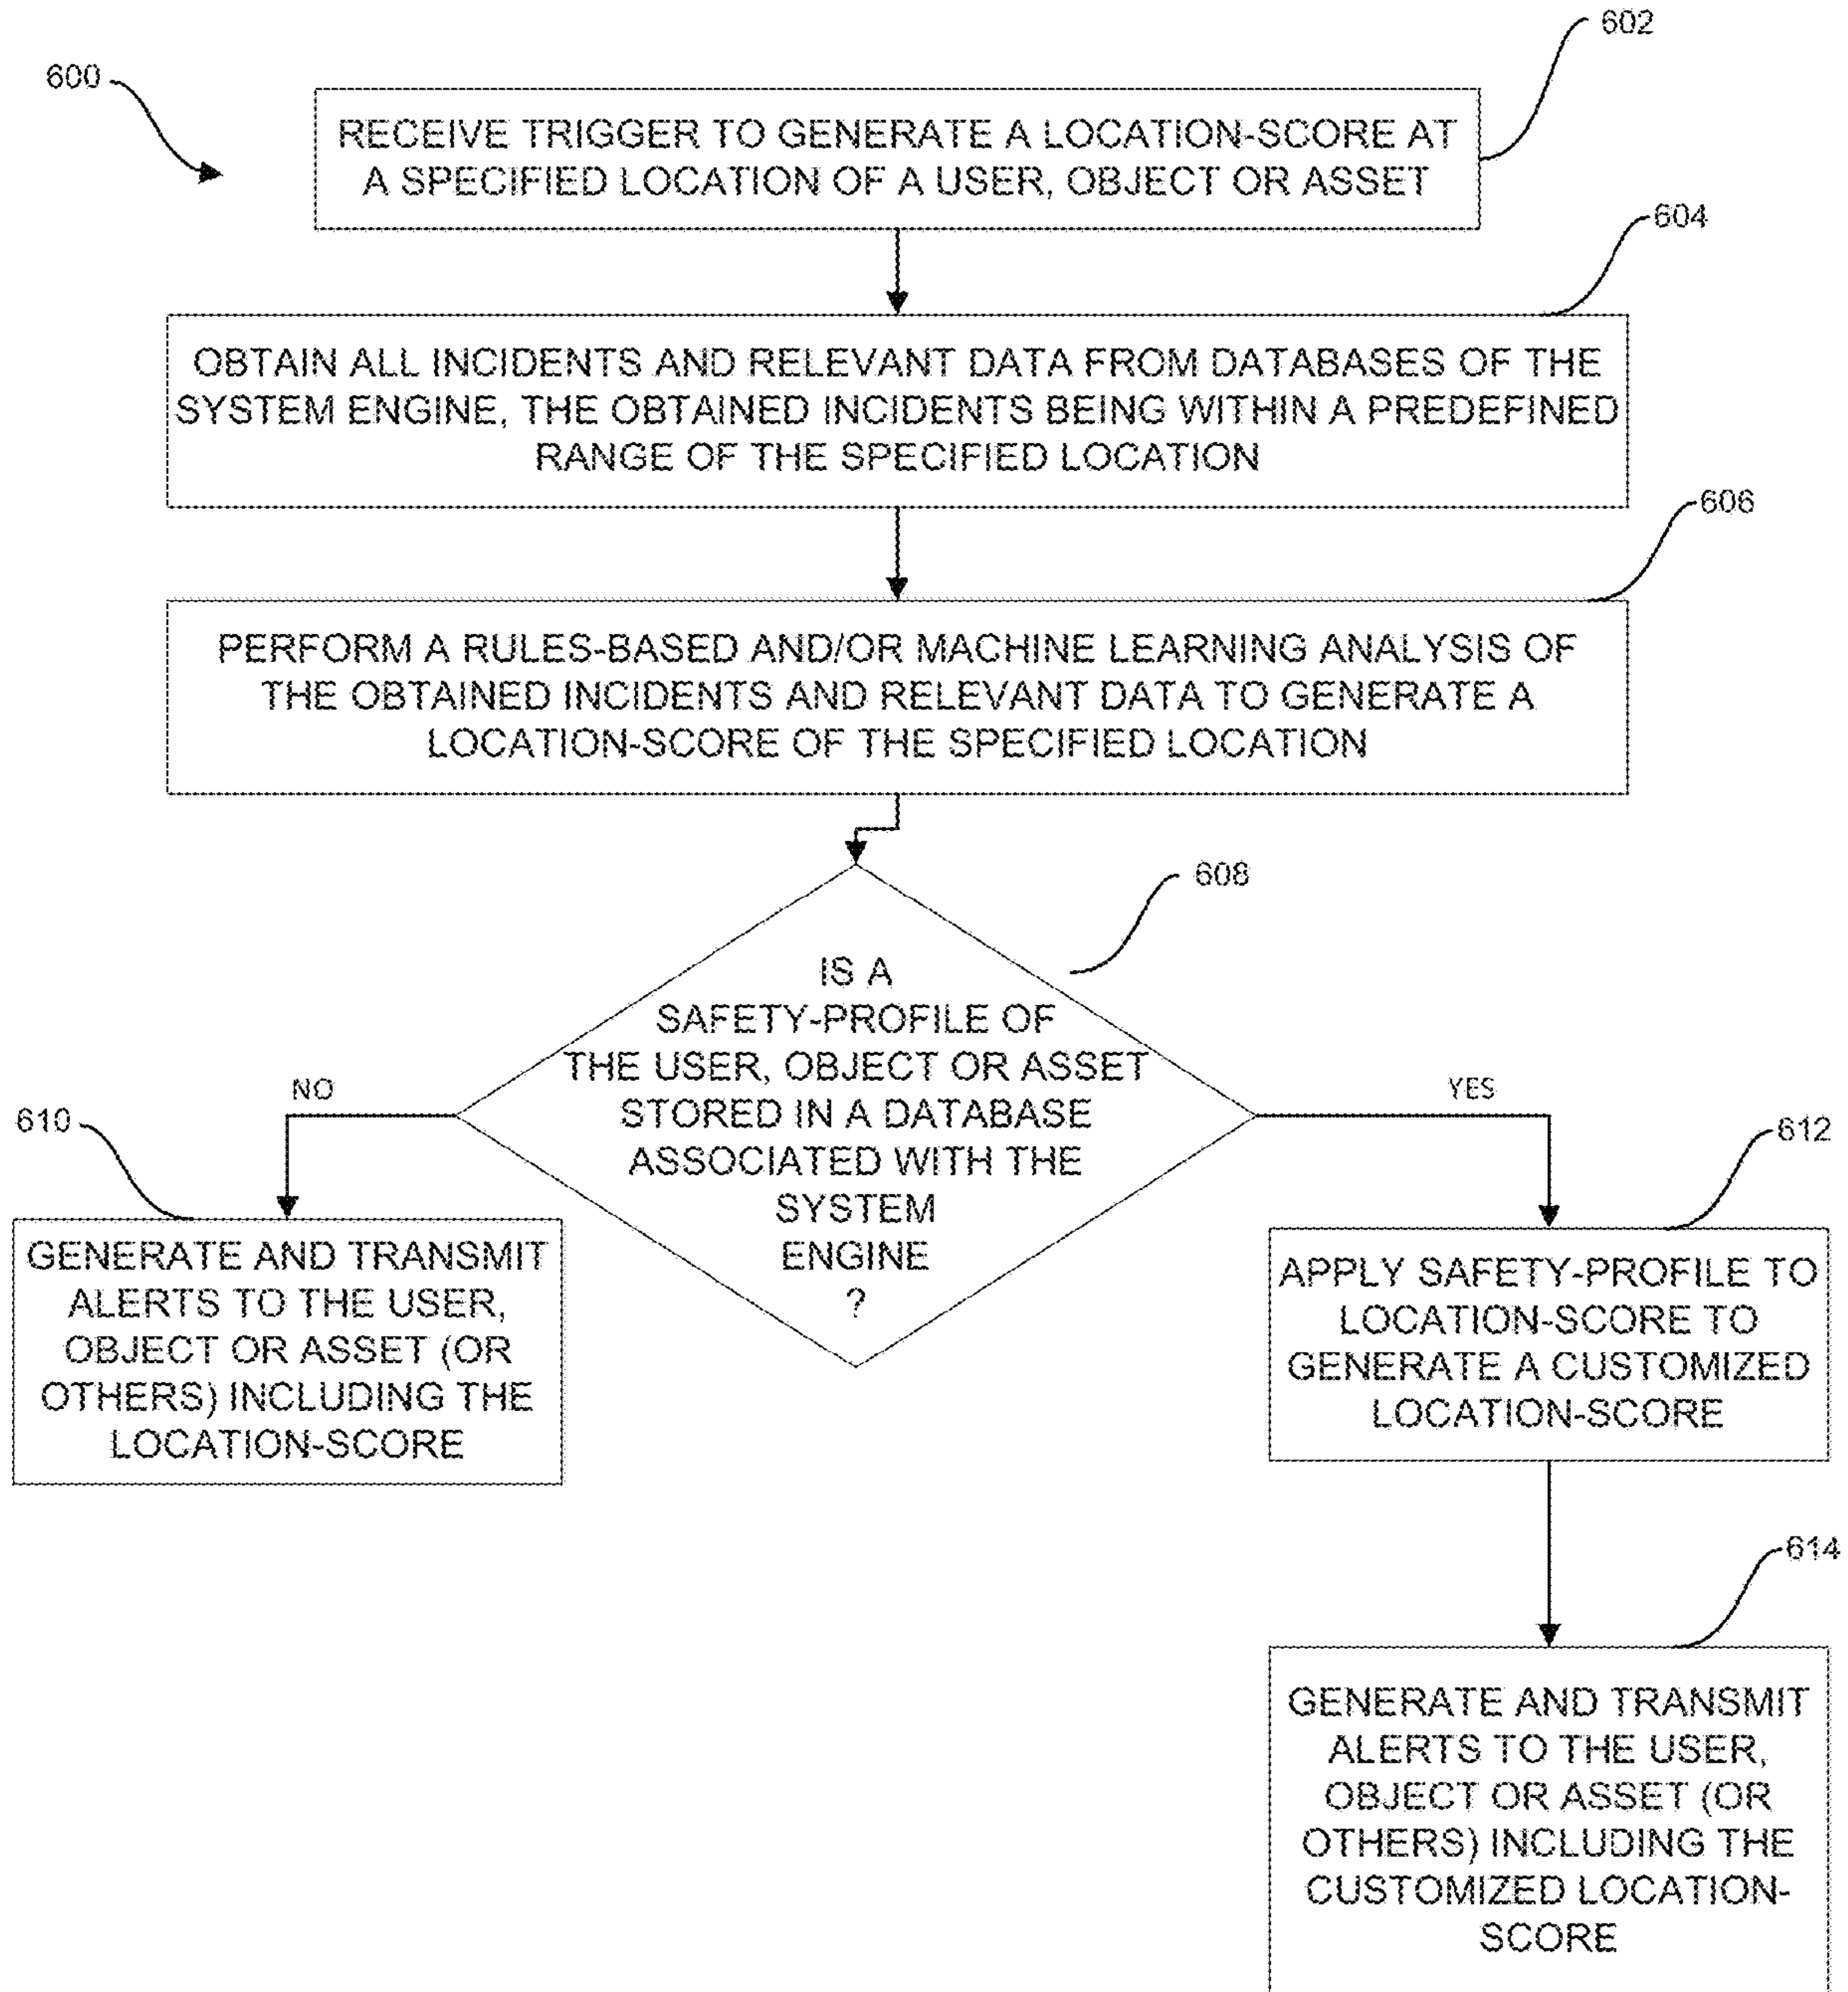 602
600
RECEIVE TRIGGER TO GENERATE A LOCATION-SCORE AT
A SPECIFIED LOCATION OF A USER, OBJECT OR ASSET
604
OBTAIN ALL INCIDENTS AND RELEVANT DATA FROM DATABASES OF THE
SYSTEM ENGINE, THE OBTAINED INCIDENTS BEING WITHIN A PREDEFINED
RANGE OF THE SPECIFIED LOCATION
606
PERFORM A RULES-BASED AND/OR MACHINE LEARNING ANALYSIS OF
THE OBTAINED INCIDENTS AND RELEVANT DATA TO GENERATE A
LOCATION-SCORE OF THE SPECIFIED LOCATION
608
IS A
SAFETY-PROFILE OF
THE USER, OBJECT OR ASSET
STORED IN A DATABASE
ASSOCIATED WITH THE
SYSTEM
ENGINE
?
NO
YES
610
GENERATE AND TRANSMIT
ALERTS TO THE USER,
OBJECT OR ASSET (OR
OTHERS) INCLUDING THE
LOCATION-SCORE
612
APPLY SAFETY-PROFILE TO
LOCATION-SCORE TO
GENERATE A CUSTOMIZED
LOCATION-SCORE
614
GENERATE AND TRANSMIT
ALERTS TO THE USER,
OBJECT OR ASSET (OR
OTHERS) INCLUDING THE
CUSTOMIZED LOCATION-
SCORE